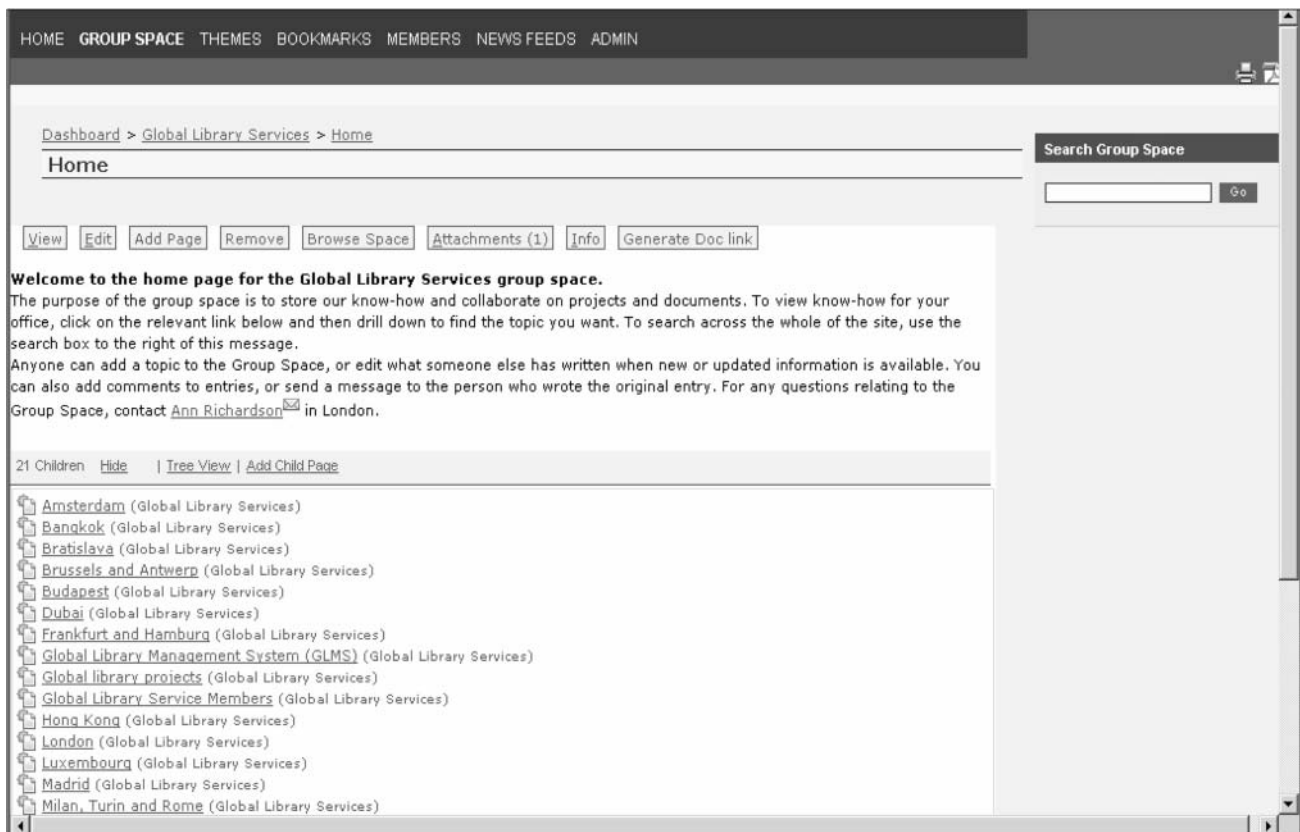 HOME GROUP SPACE THEMES BOOKMARKS MEMBERS NEWS FEEDS ADMIN
Dashboard > Global Library Services > Home
Home
Search Group Space
Go
View Edit Add Page Remove Browse Space Attachments (1) Info Generate Doc link
Welcome to the home page for the Global Library Services group space.
The purpose of the group space is to store our know-how and collaborate on projects and documents. To view know-how for your
office, click on the relevant link below and then drill down to find the topic you want. To search across the whole of the site, use the
search box to the right of this message.
Anyone can add a topic to the Group Space, or edit what someone else has written when new or updated information is available. You
can also add comments to entries, or send a message to the person who wrote the original entry. For any questions relating to the
Group Space, contact Ann Richardson in London.
21 Children Hide | Tree View | Add Child Page
Amsterdam (Global Library Services)
Bangkok (Global Library Services)
Bratislava (Global Library Services)
Brussels and Antwerp (Global Library Services)
Budapest (Global Library Services)
Dubai (Global Library Services)
Frankfurt and Hamburg (Global Library Services)
Global Library Management System (GLMS) (Global Library Services)
Global library projects (Global Library Services)
Global Library Service Members (Global Library Services)
Hong Kong (Global Library Services)
London (Global Library Services)
Luxembourg (Global Library Services)
Madrid (Global Library Services)
Milan, Turin and Rome (Global Library Services)